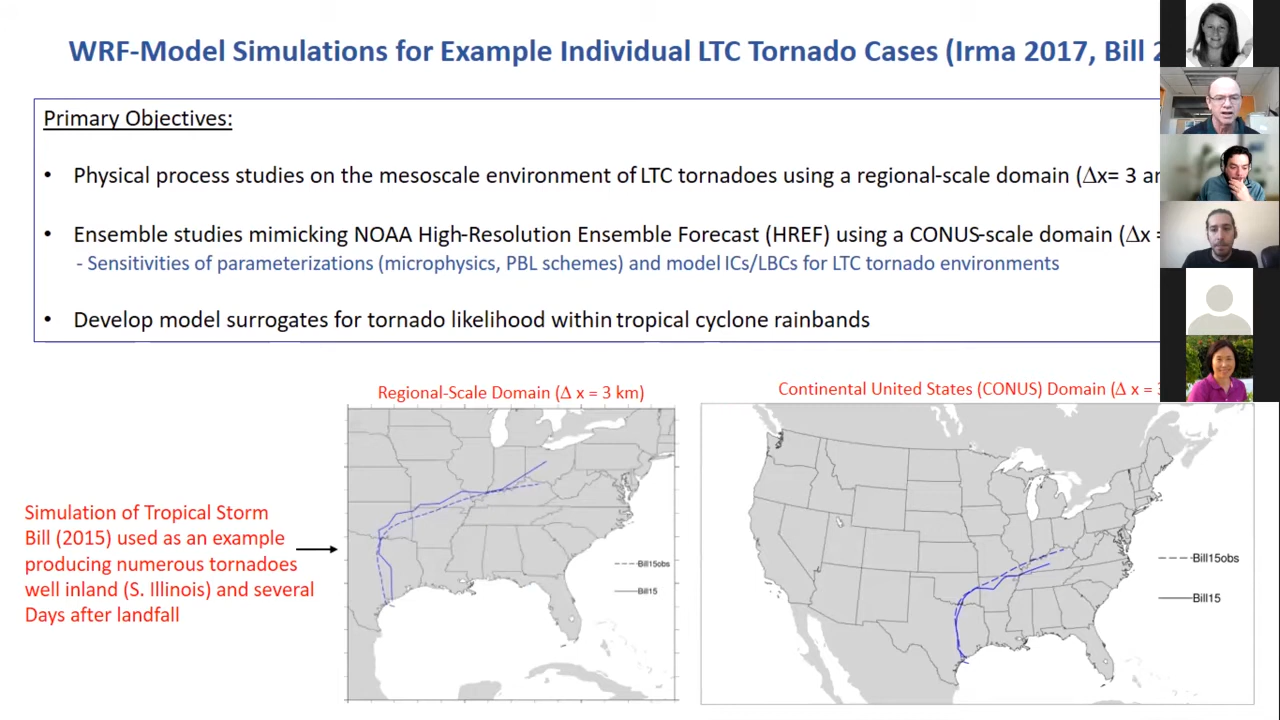 WRF-Model Simulations for Example Individual LTC Tornado Cases (Irma 2017, Bill
Primary Objectives:
• Physical process studies on the mesoscale environment of LTC tornadoes using a regional-scale domain (Δx= 3
• Ensemble studies mimicking NOAA High-Resolution Ensemble Forecast (HREF) using a CONUS-scale domain (Δx
- Sensitivities of parameterizations (microphysics, PBL schemes) and model ICs/LBCs for LTC tornado environments
• Develop model surrogates for tornado likelihood within tropical cyclone rainbands
Regional-Scale Domain (Δ x = 3 km)
Continental United States (CONUS) Domain (Δ x =
Simulation of Tropical Storm
Bill (2015) used as an example
producing numerous tornadoes
well inland (S. Illinois) and several
Days after landfall
Bill15obs
Bill15
Bill15obs
Bill15